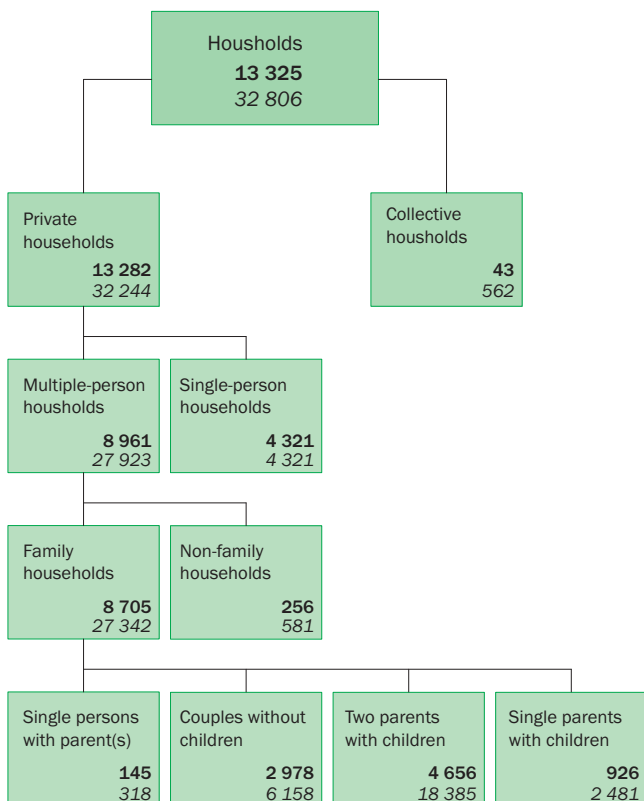 Housholds
13 325
32 806
Private
households
13 282
32 244
Collective
housholds
43
562
Multiple-person
housholds
8 961
27 923
Single-person
households
4 321
4 321
Family
households
8 705
27 342
Non-family
households
256
581
Single persons
with parent(s)
145
318
Couples without
children
2 978
6 158
Two parents
with children
4 656
18 385
Single parents
with children
926
2 481